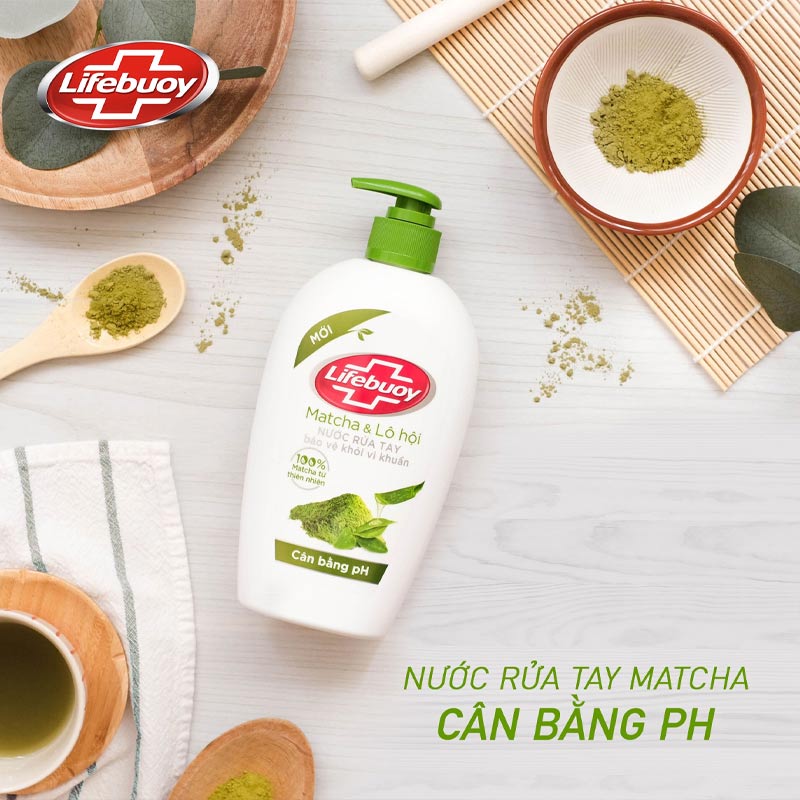 Lifebuoy
MỚI
Lifebuoy
Matcha & Lô hội
NƯỚC RỬA TAY
bảo vệ khỏi vi khuẩn
100%
Matcha từ
thiên nhiên
Cân bằng pH
NƯỚC RỬA TAY MATCHA
CÂN BẰNG PH